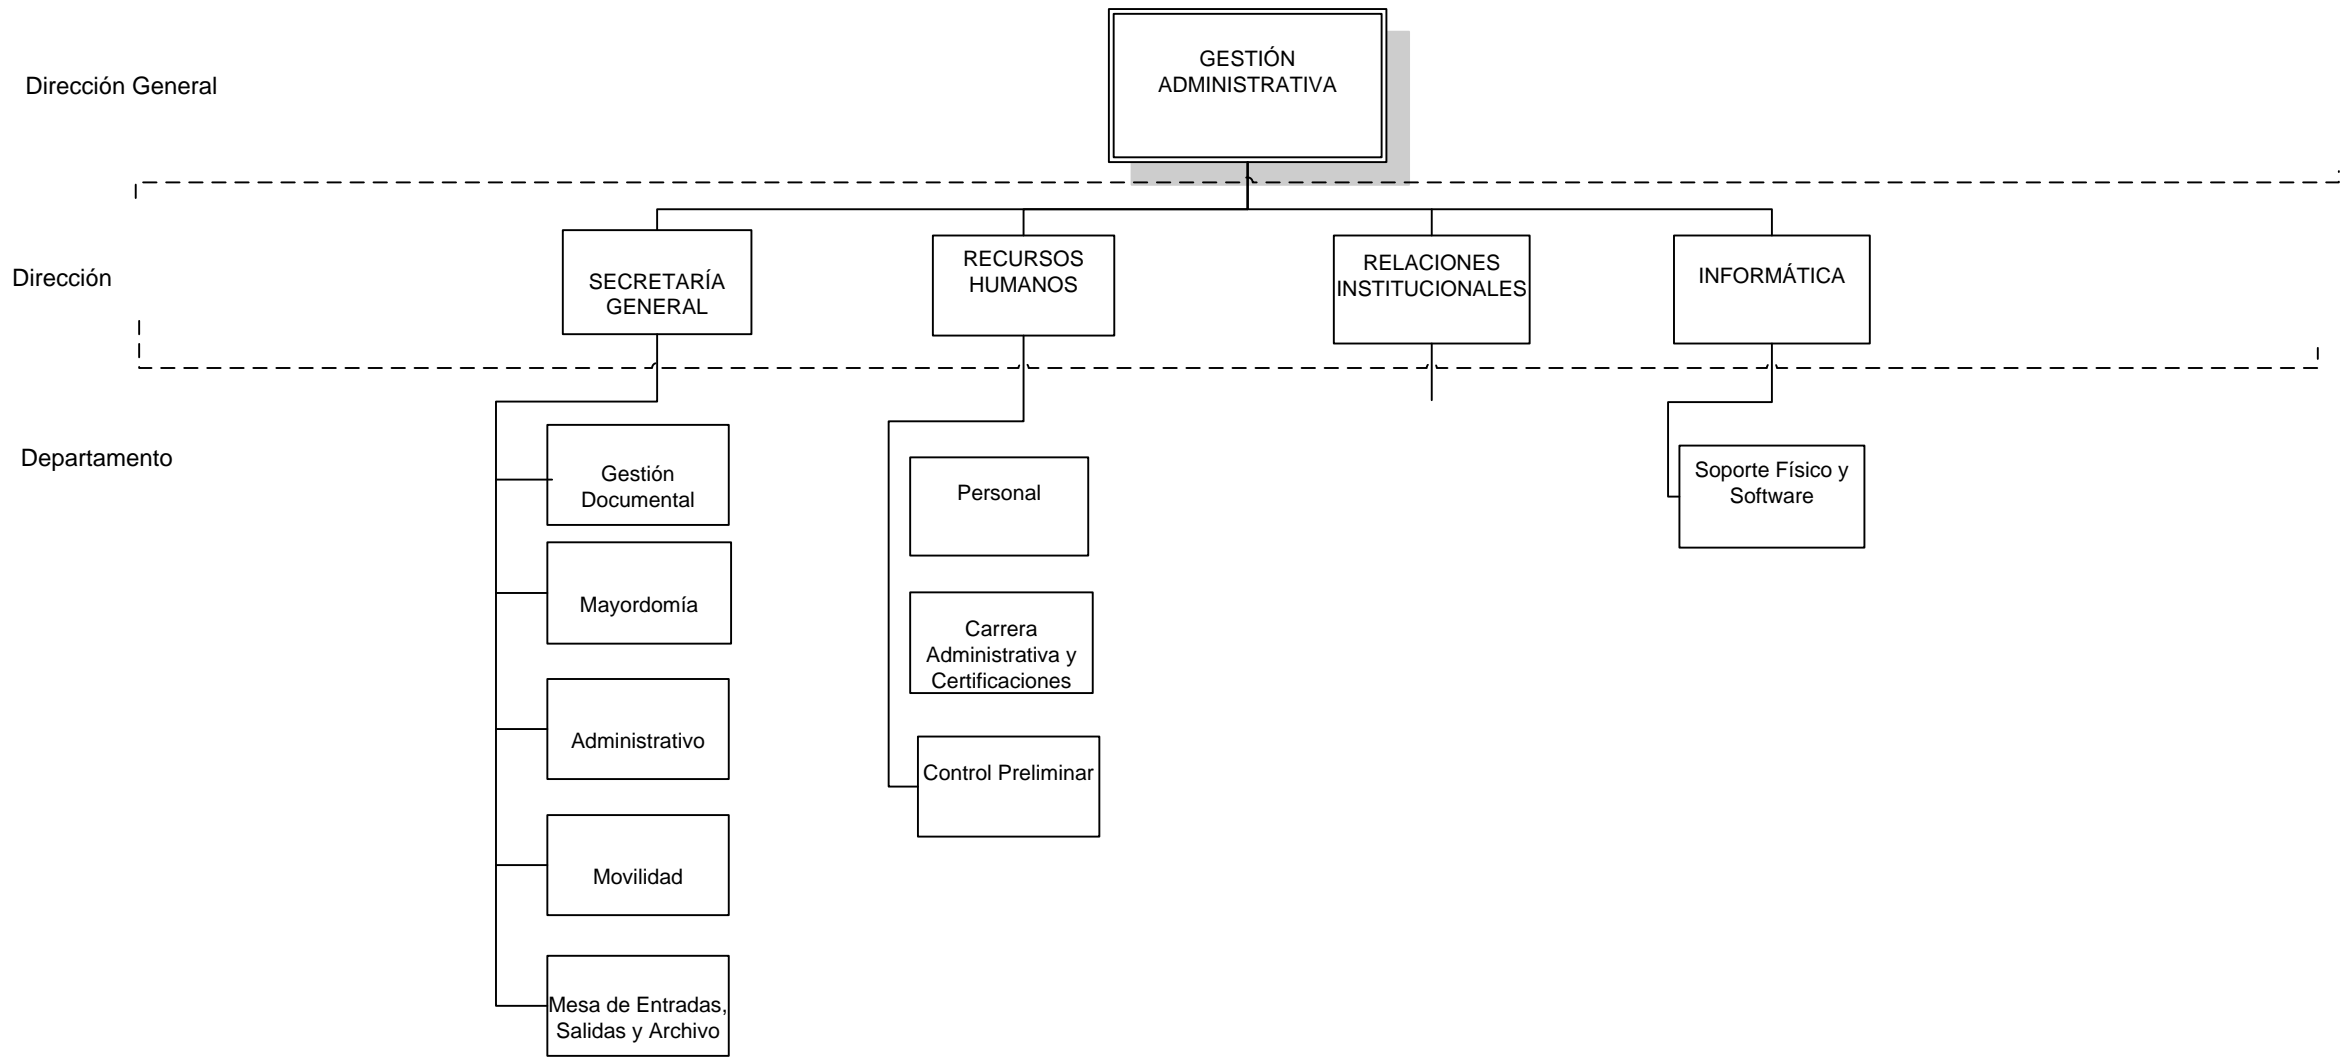 GESTIÓN
ADMINISTRATIVA
Dirección General
Dirección
SECRETARÍA
GENERAL
RECURSOS
HUMANOS
RELACIONES
INSTITUCIONALES
INFORMÁTICA
Departamento
Gestión
Documental
Mayordomía
Administrativo
Movilidad
Mesa de Entradas,
Salidas y Archivo
Personal
Carrera
Administrativa y
Certificaciones
Control Preliminar
Soporte Físico y
Software